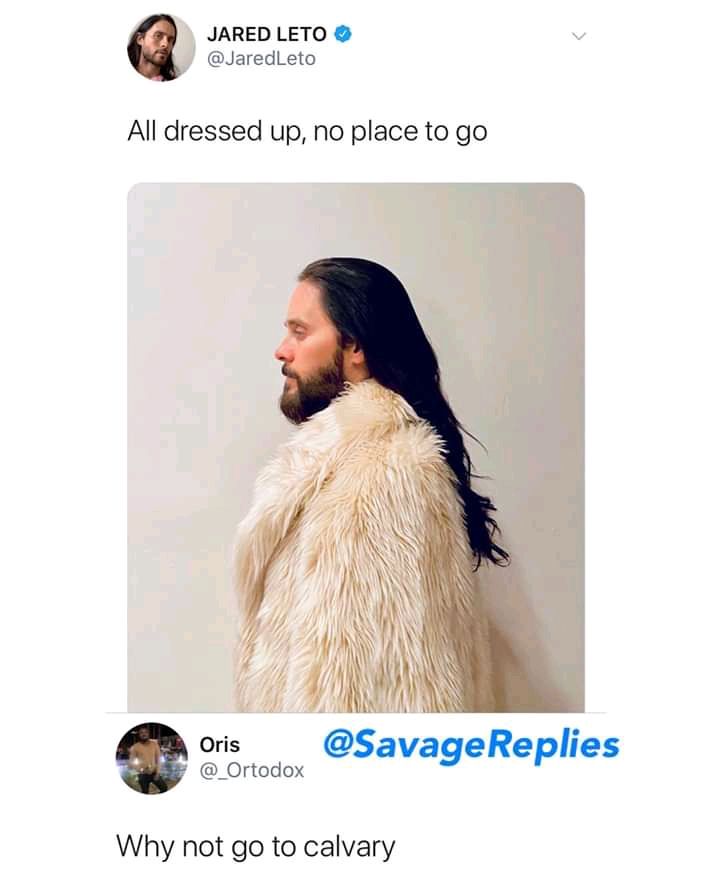 JARED LETO
@JaredLeto
All dressed up, no place to go
Oris
@SavageReplies
@_Ortodox
Why not go to calvary